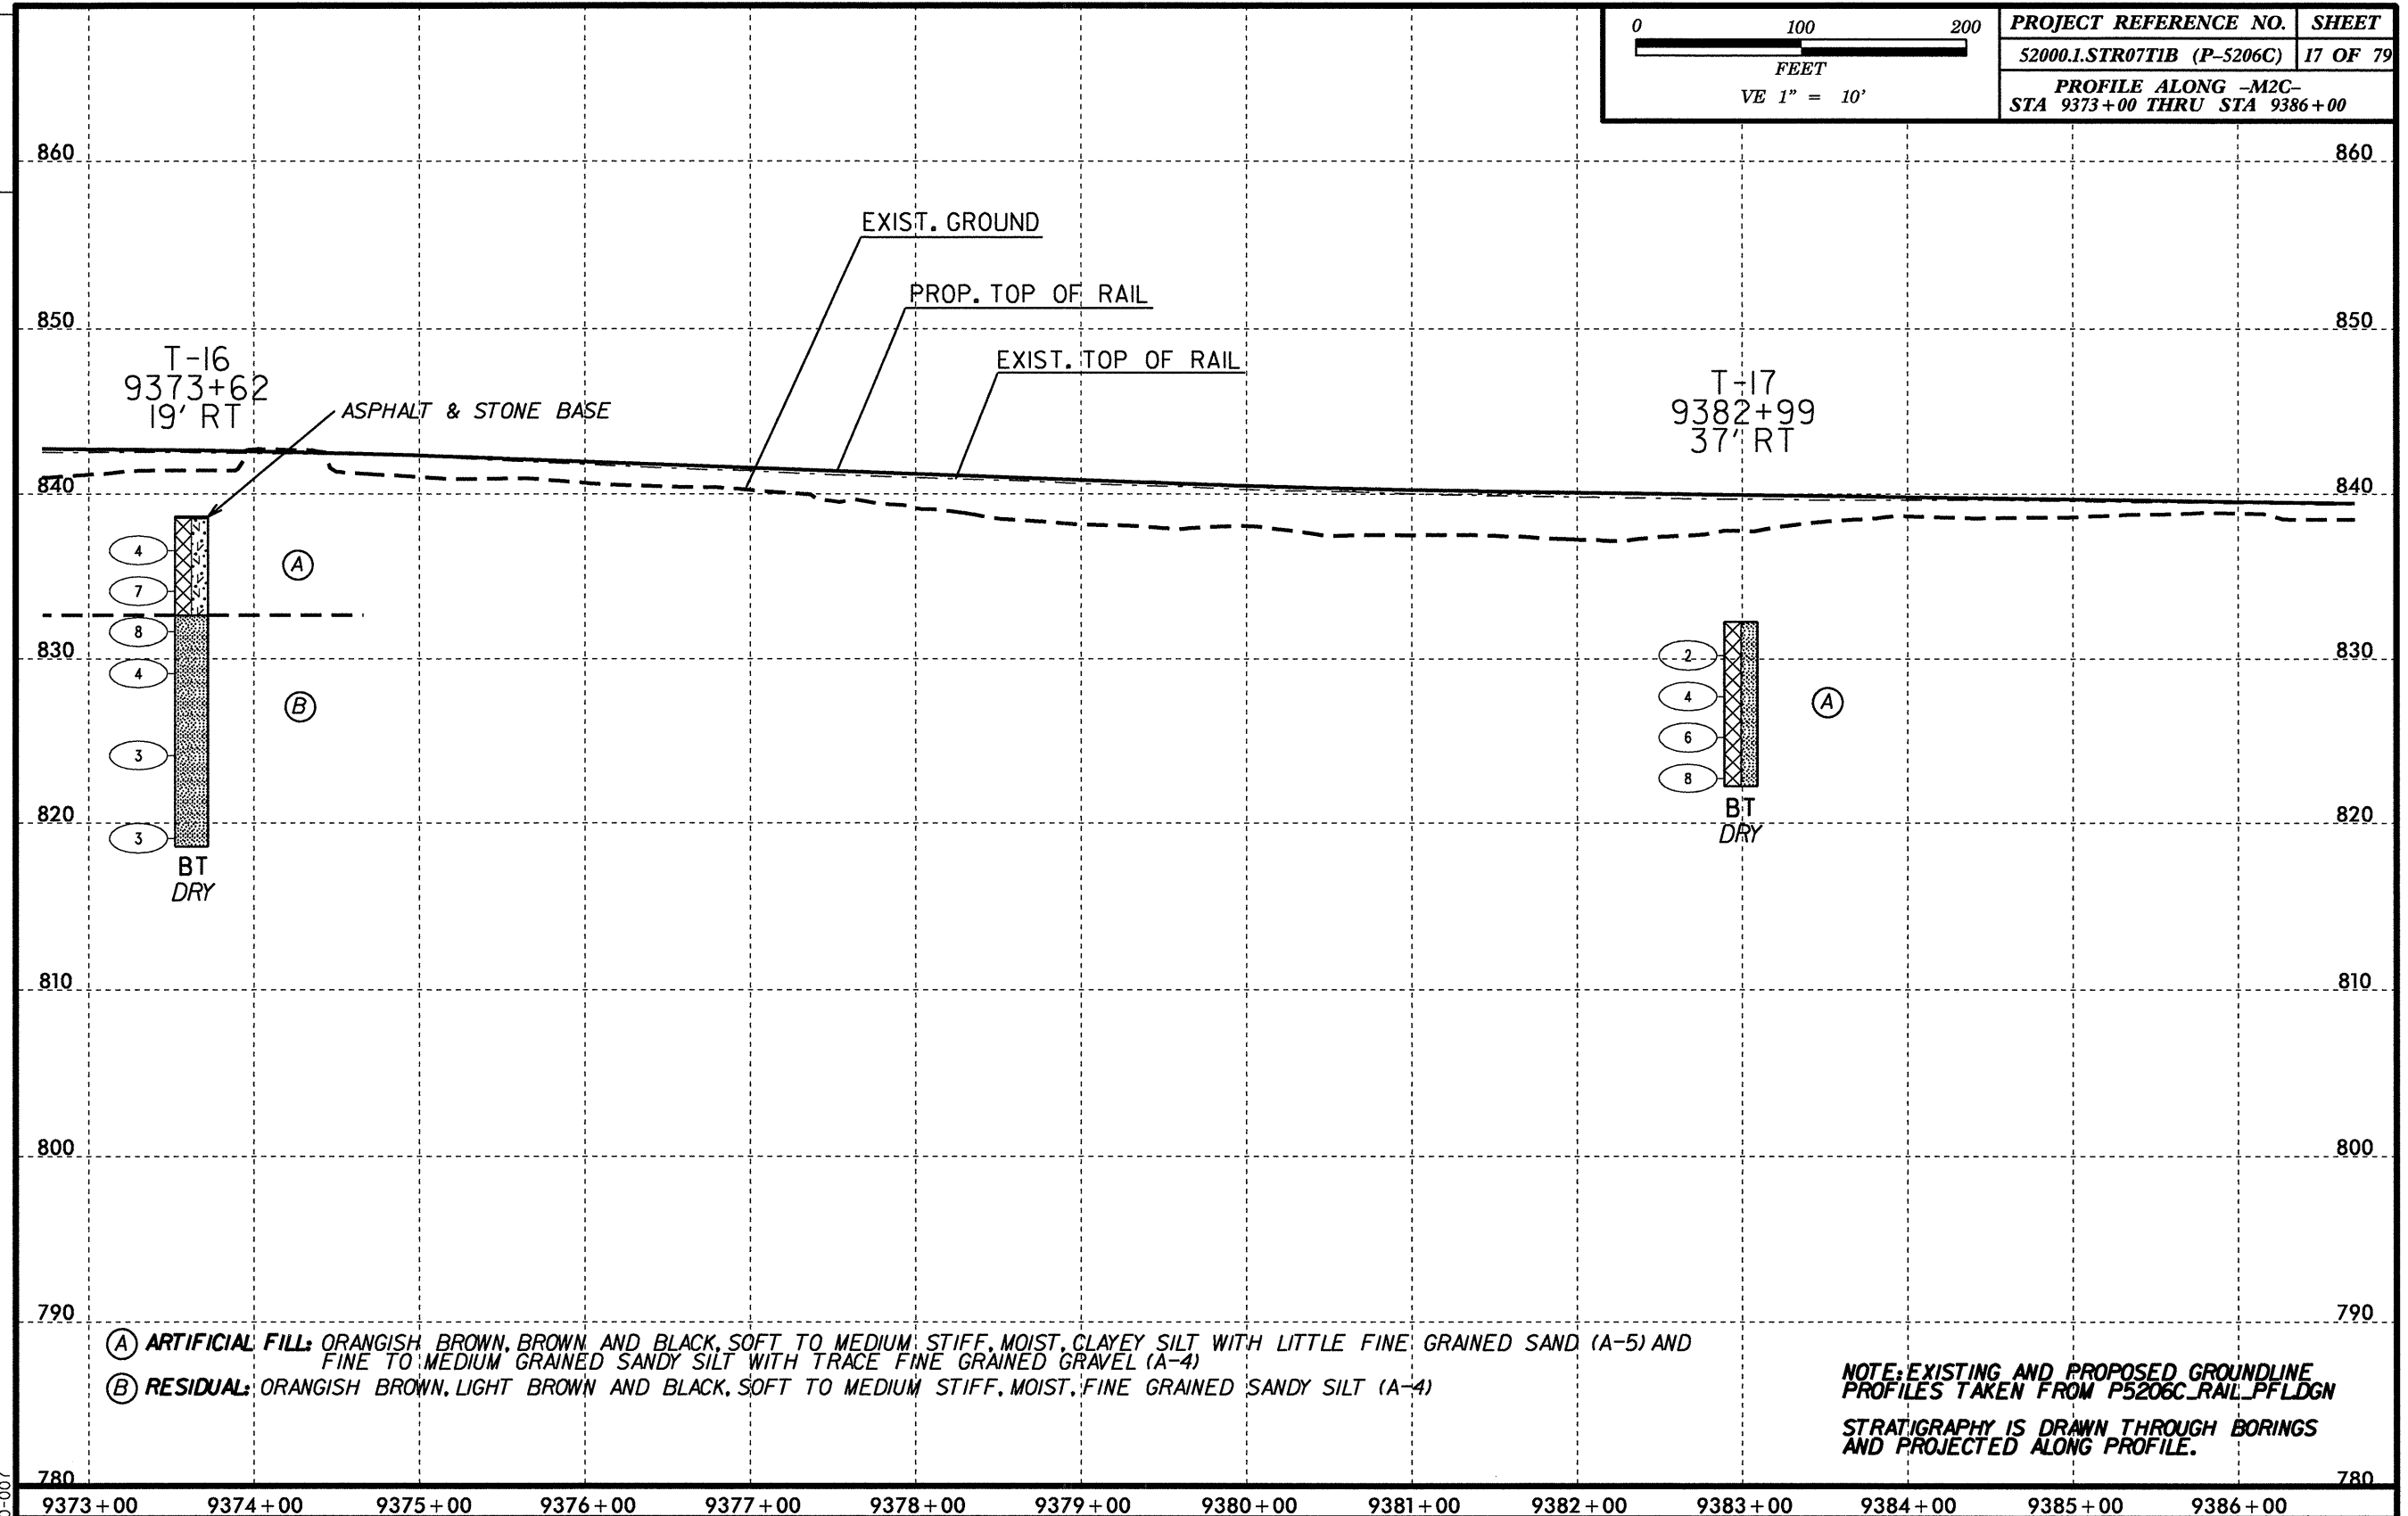 0 100 200
FEET
VE 1" = 10'
PROJECT REFERENCE NO. SHEET
52000.1.STR07T1B (P-5206C) 17 OF 79
PROFILE ALONG -M2C-
STA 9373+00 THRU STA 9386+00
860 860
EXIST. GROUND
PROP. TOP OF RAIL
850 850
EXIST. TOP OF RAIL
T-16
9373+62
19' RT
ASPHALT & STONE BASE
T-17
9382+99
37' RT
840 840
4
A
7
8
830 830
2
4
4
B
A
6
3
8
BT
DRY
820 820
3
BT
DRY
810 810
800 800
790 790
A ARTIFICIAL FILL: ORANGISH BROWN, BROWN AND BLACK, SOFT TO MEDIUM STIFF, MOIST, CLAYEY SILT WITH LITTLE FINE GRAINED SAND (A-5) AND
FINE TO MEDIUM GRAINED SANDY SILT WITH TRACE FINE GRAINED GRAVEL (A-4)
B RESIDUAL: ORANGISH BROWN, LIGHT BROWN AND BLACK, SOFT TO MEDIUM STIFF, MOIST, FINE GRAINED SANDY SILT (A-4)
NOTE: EXISTING AND PROPOSED GROUNDLINE
PROFILES TAKEN FROM P5206C_RAIL_PFL.DGN
STRATIGRAPHY IS DRAWN THROUGH BORINGS
AND PROJECTED ALONG PROFILE.
780 780
9373+00 9374+00 9375+00 9376+00 9377+00 9378+00 9379+00 9380+00 9381+00 9382+00 9383+00 9384+00 9385+00 9386+00